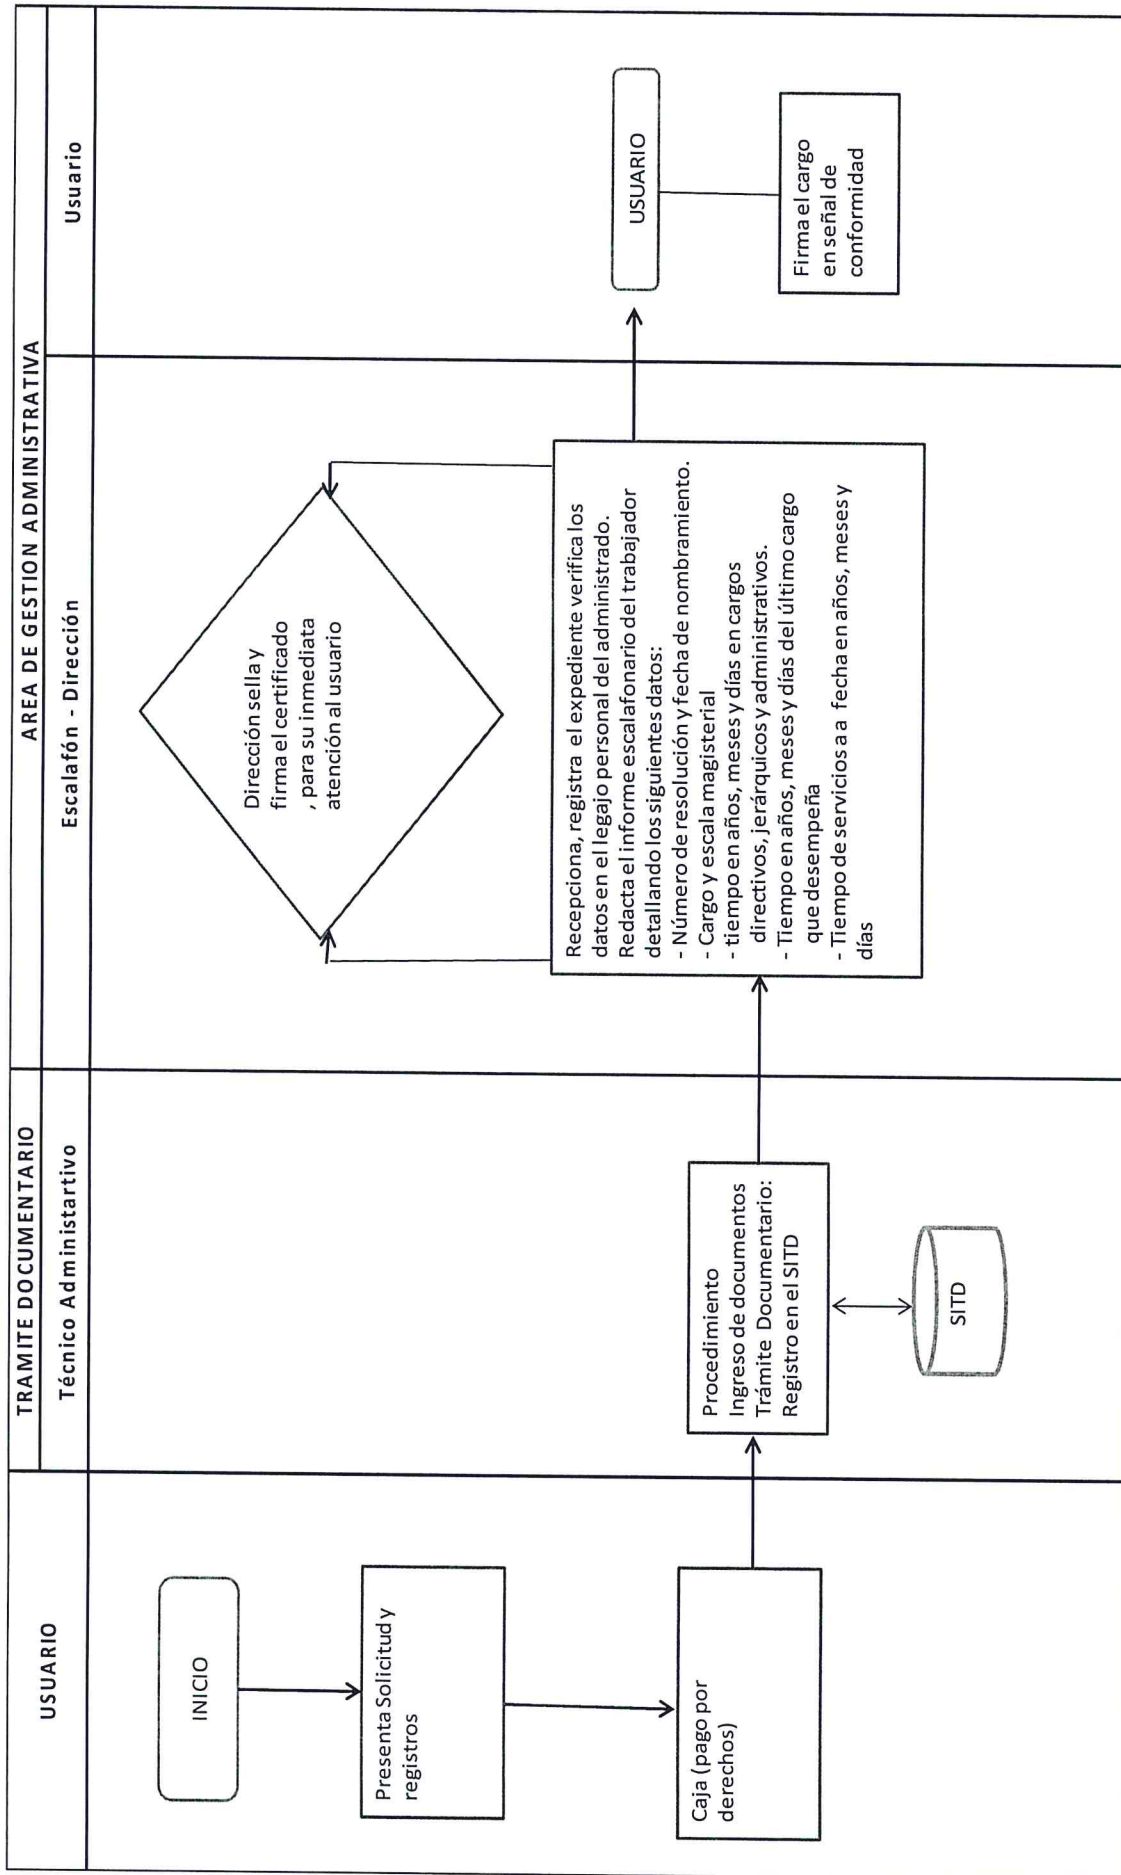 USUARIO
TRAMITE DOCUMENTARIO
AREA DE GESTION ADMINISTRATIVA
Técnico Administartivo
Escalafón - Dirección
Usuario
INICIO
Presenta Solicitud y
registros
Caja (pago por
derechos)
Procedimiento
Ingreso de documentos
Trámite Documentario:
Registro en el SITD
SITD
Dirección sella y
firma el certificado
, para su inmediata
atención al usuario
Recepciona, registra el expediente verifica los
datos en el legajo personal del administrado.
Redacta el informe escalafonario del trabajador
detallando los siguientes datos:
- Número de resolución y fecha de nombramiento.
- Cargo y escala magisterial
- tiempo en años, meses y días en cargos
directivos, jerárquicos y administrativos.
- Tiempo en años, meses y días del último cargo
que desempeña
- Tiempo de servicios a a fecha en años, meses y
días
USUARIO
Firma el cargo
en señal de
conformidad